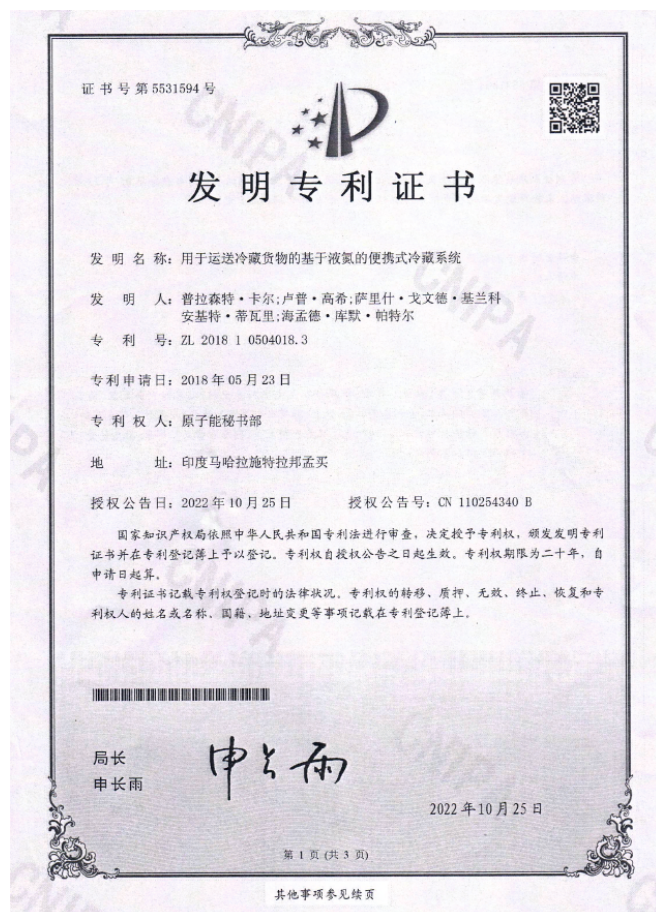 证书号第5531594号
发明专利证书
发明名称：用于运送冷藏货物的基于液氮的便携式冷藏系统
发明人：普拉森特·卡尔;卢普·高希;萨里什·戈文德·基兰科
安基特·蒂瓦里;海孟德·库默·帕特尔
专利号：ZL 2018 1 0504018.3
专利申请日：2018年05月23日
专利权人：原子能秘书部
地址：印度马哈拉施特拉邦孟买
授权公告日：2022年10月25日 授权公告号：CN 110254340 B
国家知识产权局依照中华人民共和国专利法进行审查，决定授予专利权，颁发发明专利
证书并在专利登记簿上予以登记。专利权自授权公告之日起生效。专利权期限为二十年，自
申请日起算。
专利证书记载专利权登记时的法律状况。专利权的转移、质押、无效、终止、恢复和专
利权人的姓名或名称、国籍、地址变更等事项记载在专利登记簿上。
局长
申长雨
申长雨
2022年10月25日
第 1 页 (共 3 页)
其他事项参见续页
CNIPA
CNIPA
CNIPA
CNIPA